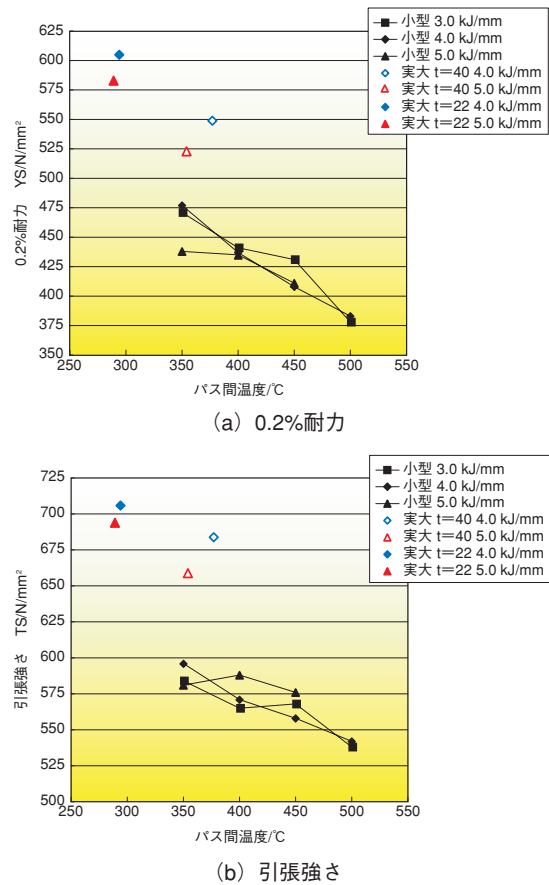 625
600
575
550
525
500
475
450
425
400
375
350
0.2%耐力 YS/N/mm²
250 300 350 400 450 500 550
パス間温度/℃
小型 3.0 kJ/mm
小型 4.0 kJ/mm
小型 5.0 kJ/mm
実大 t=40 4.0 kJ/mm
実大 t=40 5.0 kJ/mm
実大 t=22 4.0 kJ/mm
実大 t=22 5.0 kJ/mm
(a) 0.2%耐力
725
700
675
650
625
600
575
550
525
500
引張強さ TS/N/mm²
250 300 350 400 450 500 550
パス間温度/℃
小型 3.0 kJ/mm
小型 4.0 kJ/mm
小型 5.0 kJ/mm
実大 t=40 4.0 kJ/mm
実大 t=40 5.0 kJ/mm
実大 t=22 4.0 kJ/mm
実大 t=22 5.0 kJ/mm
(b) 引張強さ